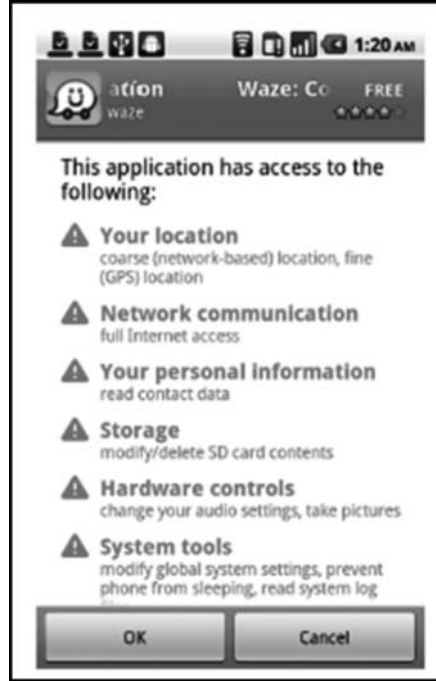 1:20 AM
ation Waze: Co FREE
waze
This application has access to the
following:
Your location
coarse (network-based) location, fine
(GPS) location
Network communication
full Internet access
Your personal information
read contact data
Storage
modify/delete SD card contents
Hardware controls
change your audio settings, take pictures
System tools
modify global system settings, prevent
phone from sleeping, read system log
OK Cancel